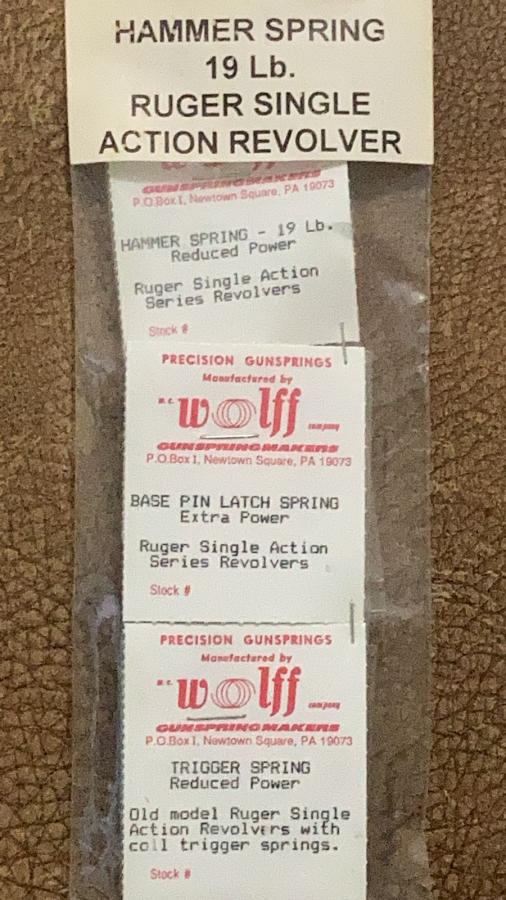 HAMMER SPRING
19 Lb.
RUGER SINGLE
ACTION REVOLVER
wolff
GUNSPRINGMAKERS
P.O.Box I, Newtown Square, PA 19073
HAMMER SPRING - 19 Lb.
Reduced Power
Ruger Single Action
Series Revolvers
Stock #
PRECISION GUNSPRINGS
Manufactured by
W.C. wolff company
GUNSPRINGMAKERS
P.O.Box I, Newtown Square, PA 19073
BASE PIN LATCH SPRING
Extra Power
Ruger Single Action
Series Revolvers
Stock #
PRECISION GUNSPRINGS
Manufactured by
W.C. wolff company
GUNSPRINGMAKERS
P.O.Box I, Newtown Square, PA 19073
TRIGGER SPRING
Reduced Power
Old model Ruger Single
Action Revolvers with
coil trigger springs.
Stock #